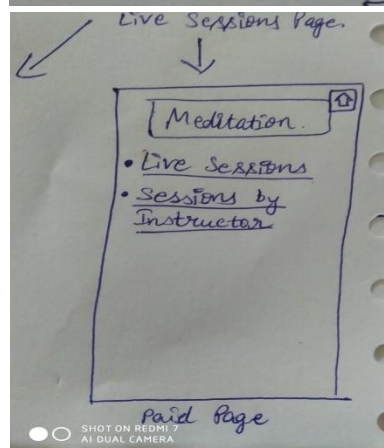 Live Sessions Page.
Meditation.
• Live Sessions
• Sessions by
Instructor
Paid Page
SHOT ON REDMI 7
AI DUAL CAMERA